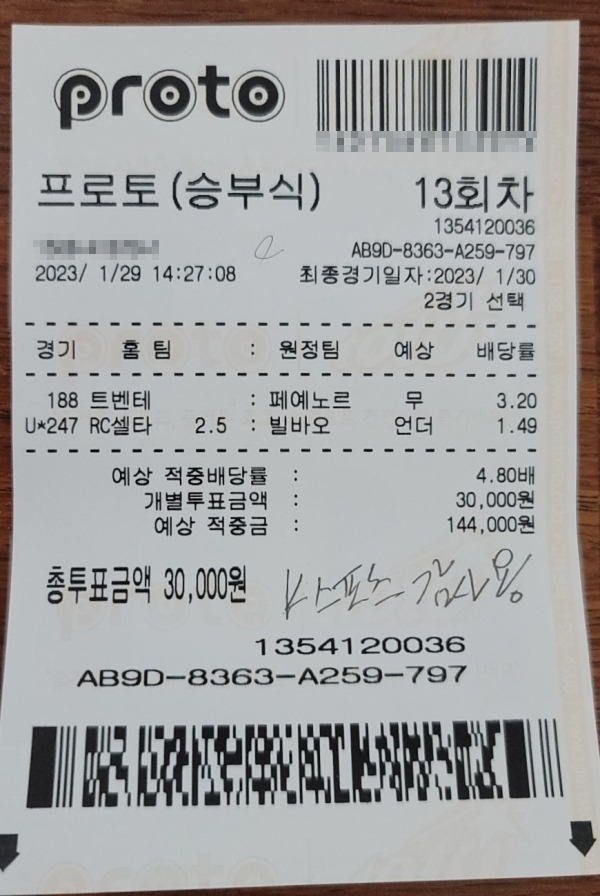 proto
프로토(승부식) 13회차
1354120036
AB9D-8363-A259-797
2023/ 1/29 14:27:08 최종경기일자:2023/ 1/30
2경기 선택
경기 홈팀 : 원정팀 예상 배당률
188 트벤테 : 페예노르 무 3.20
U*247 RC셀타 2.5 : 빌바오 언더 1.49
예상 적중배당률 : 4.80배
개별투표금액 : 30,000원
예상 적중금 : 144,000원
총투표금액 30,000원
1354120036
AB9D-8363-A259-797